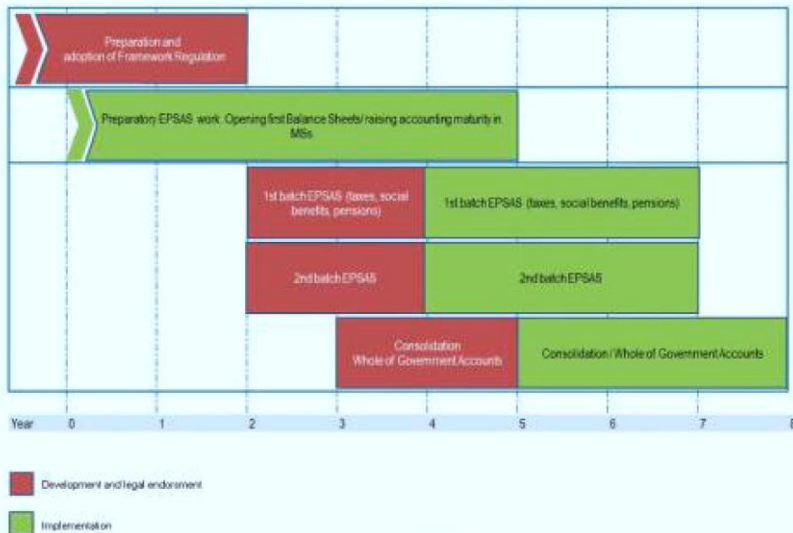 Preparation and
adoption of Framework Regulation
Preparatory EPSAS work: Opening first Balance Sheets/ raising accounting maturity in
MSs
1st batch EPSAS (taxes, social
benefits, pensions)
1st batch EPSAS (taxes, social benefits, pensions)
2nd batch EPSAS
2nd batch EPSAS
Consolidation
Whole of Government Accounts
Consolidation / Whole of Government Accounts
Year 0 1 2 3 4 5 6 7 8
Development and legal endorsment
Implementation